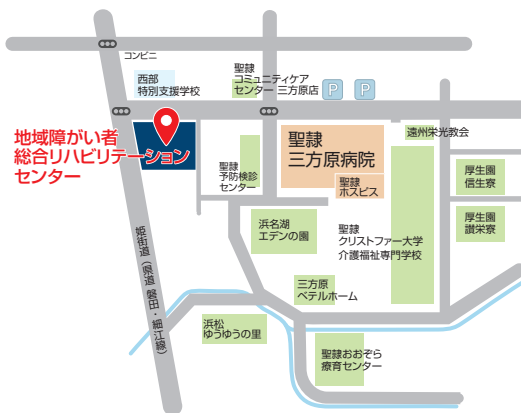 コンビニ
西部
特別支援学校
聖隷
コミュニティケア
センター 三方原店
P
P
地域障がい者
総合リハビリテーション
センター
聖隷
三方原病院
遠州栄光教会
聖隷
予防検診
センター
聖隷
ホスピス
厚生園
信生寮
浜名湖
エデンの園
聖隷
クリストファー大学
介護福祉専門学校
厚生園
讃栄寮
姫街道(県道 磐田・細江線)
三方原
ベテルホーム
浜松
ゆうゆうの里
聖隷おおぞら
療育センター